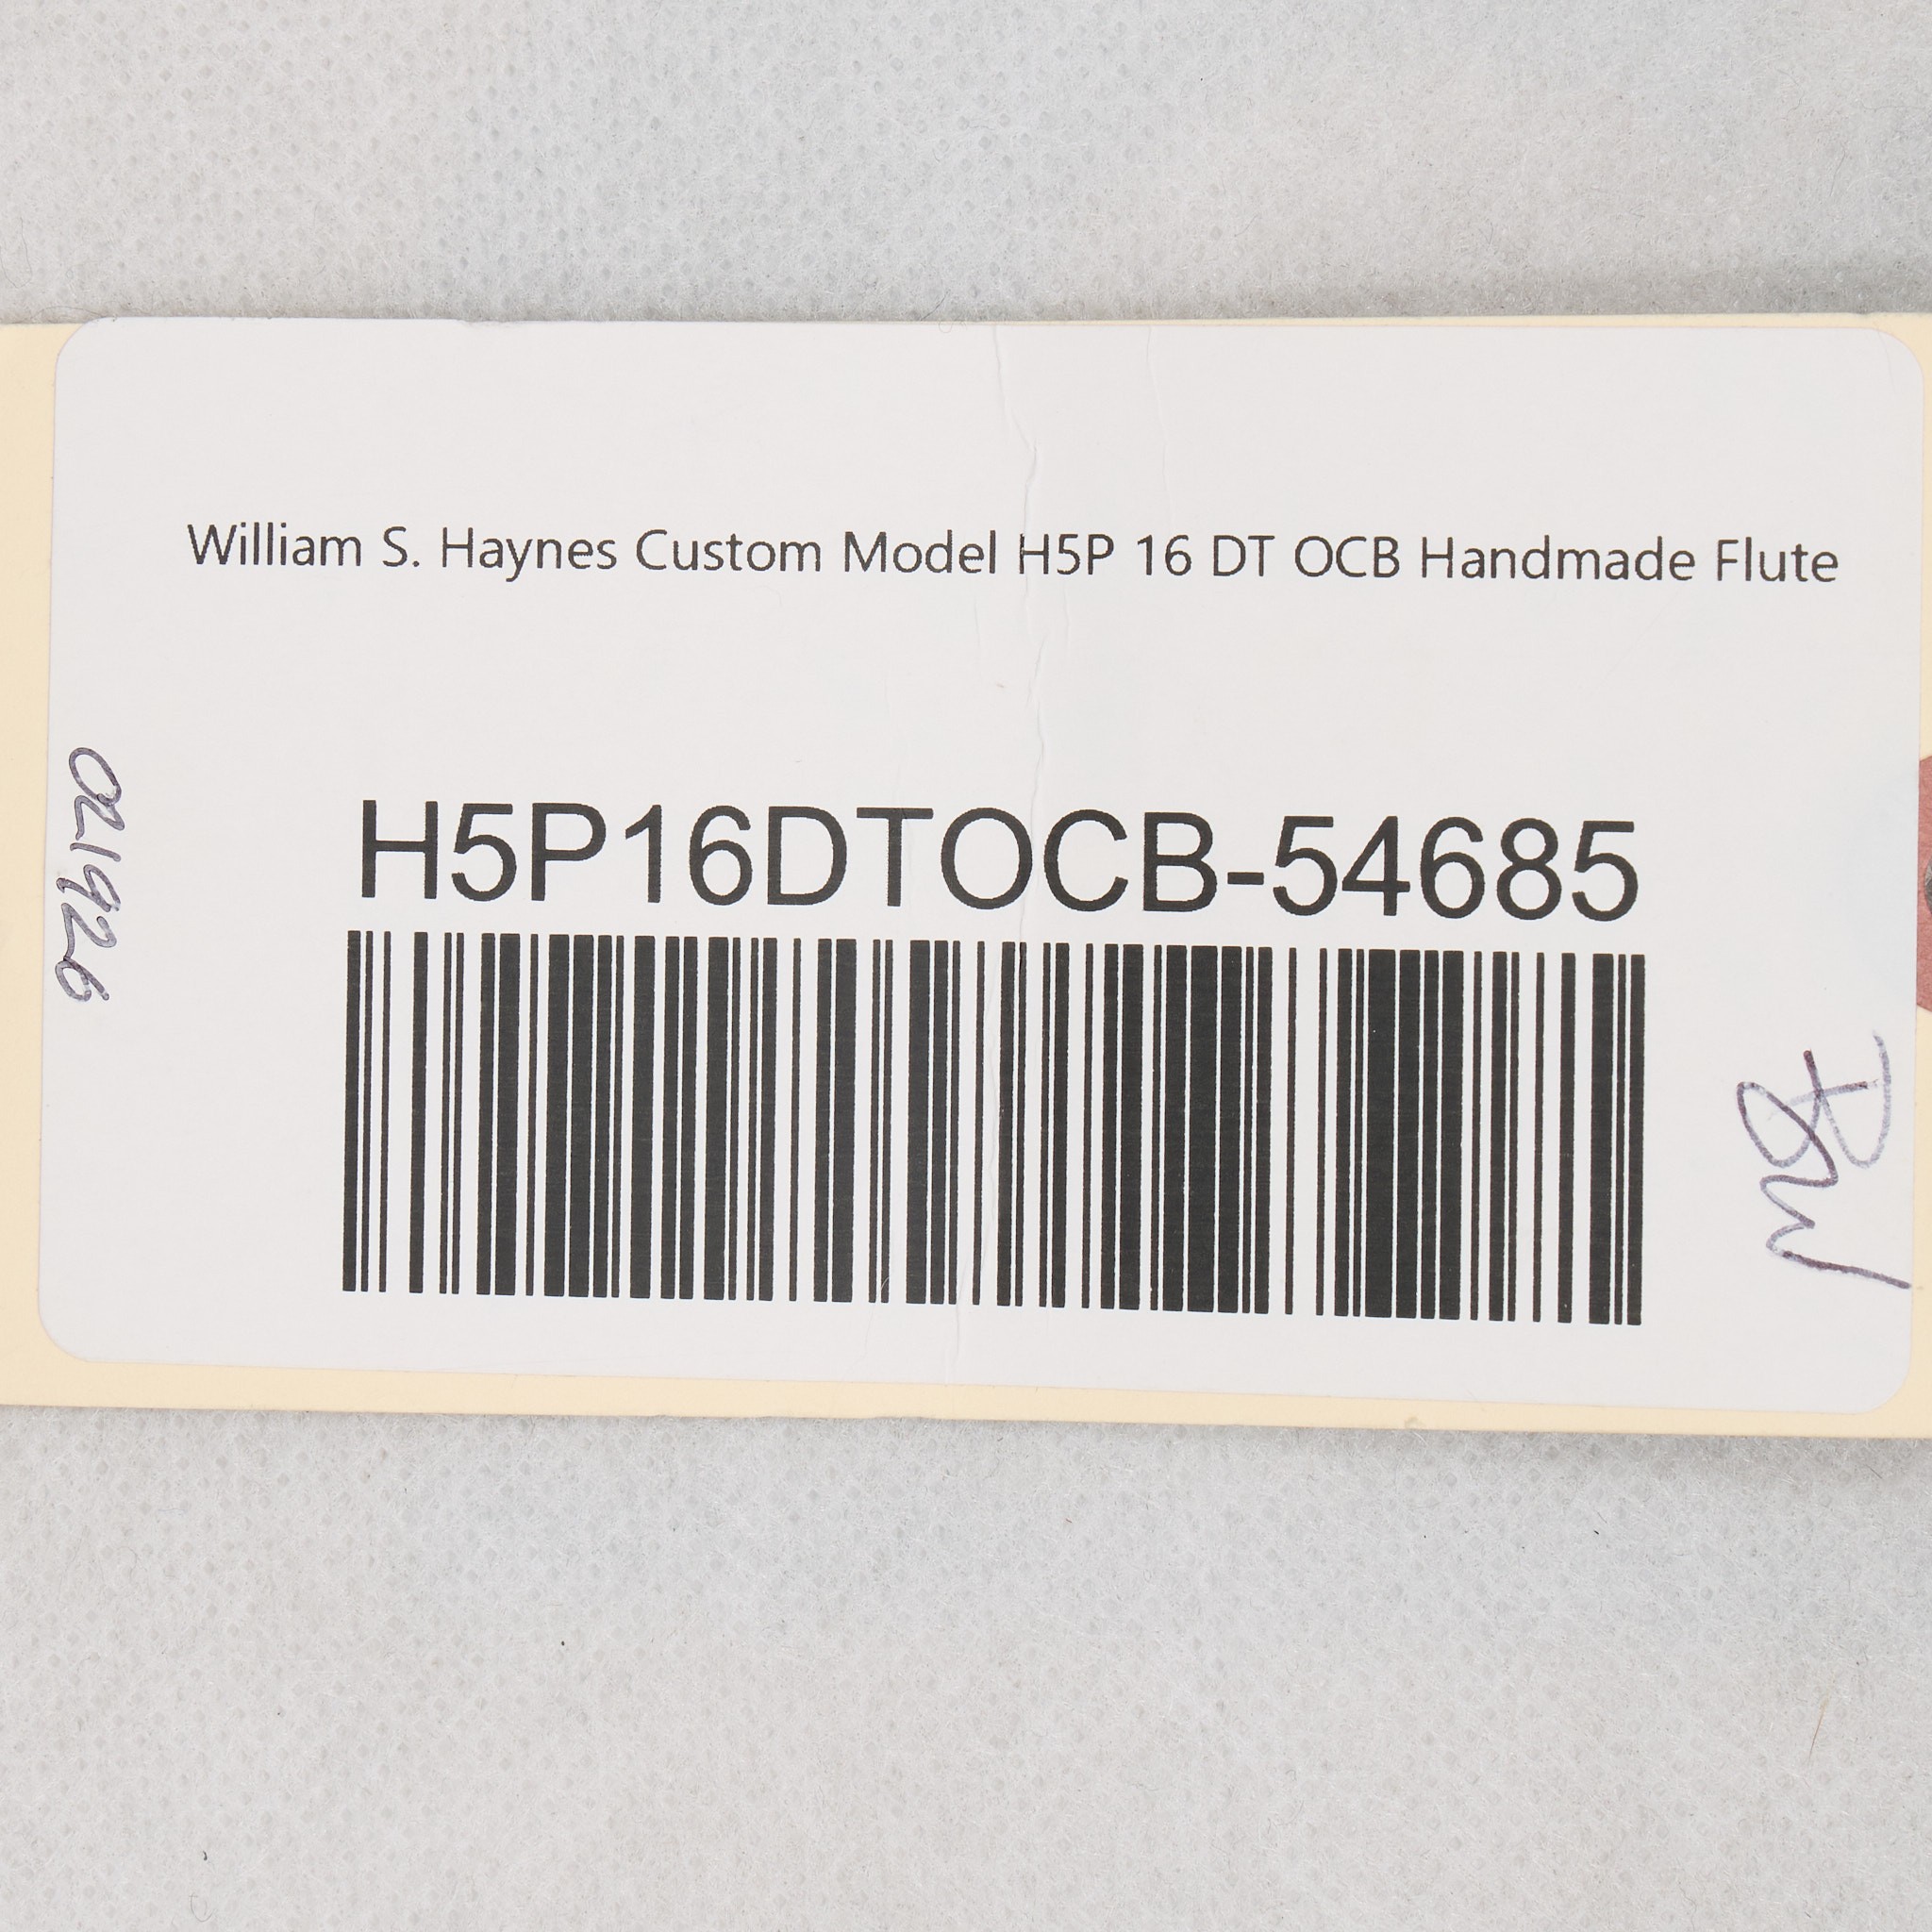 William S. Haynes Custom Model H5P 16 DT OCB Handmade Flute
H5P16DTOCB-54685